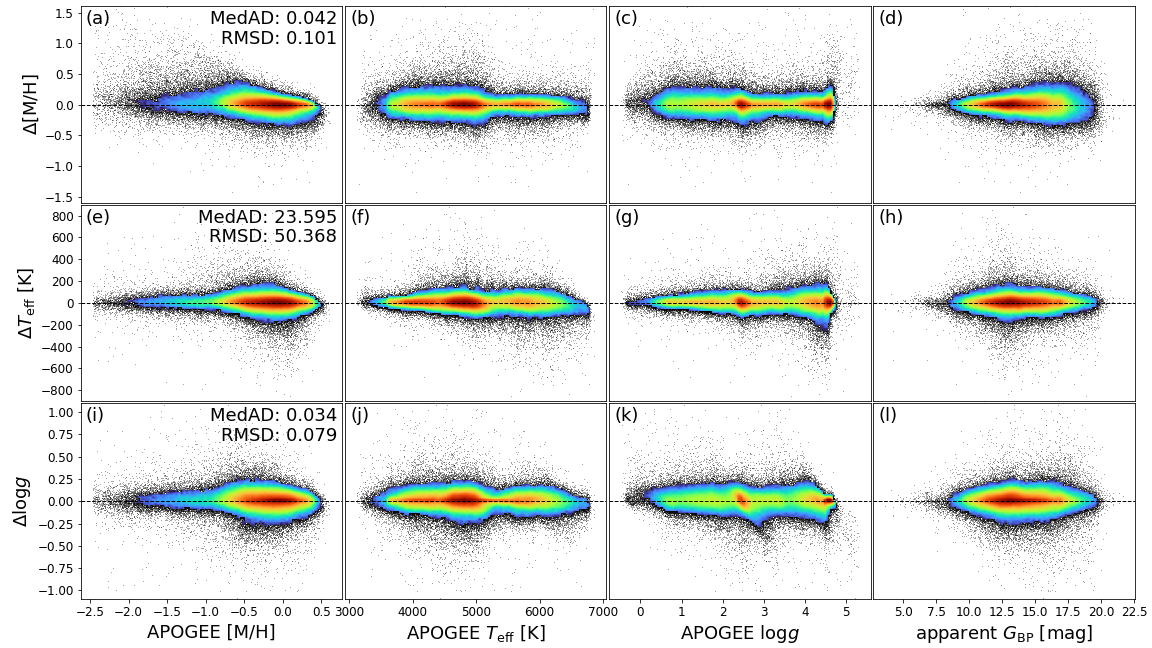 (a) MedAD: 0.042
RMSD: 0.101
(b)
(c)
(d)
Δ[M/H]
1.5
1.0
0.5
0.0
−0.5
−1.0
−1.5
(e) MedAD: 23.595
RMSD: 50.368
(f)
(g)
(h)
ΔTeff [K]
800
600
400
200
0
−200
−400
−600
−800
(i) MedAD: 0.034
RMSD: 0.079
(j)
(k)
(l)
Δlogg
1.00
0.75
0.50
0.25
0.00
−0.25
−0.50
−0.75
−1.00
−2.5 −2.0 −1.5 −1.0 −0.5 0.0 0.5
3000 4000 5000 6000 7000
0 1 2 3 4 5
5.0 7.5 10.0 12.5 15.0 17.5 20.0 22.5
APOGEE [M/H]
APOGEE Teff [K]
APOGEE logg
apparent GBP [mag]